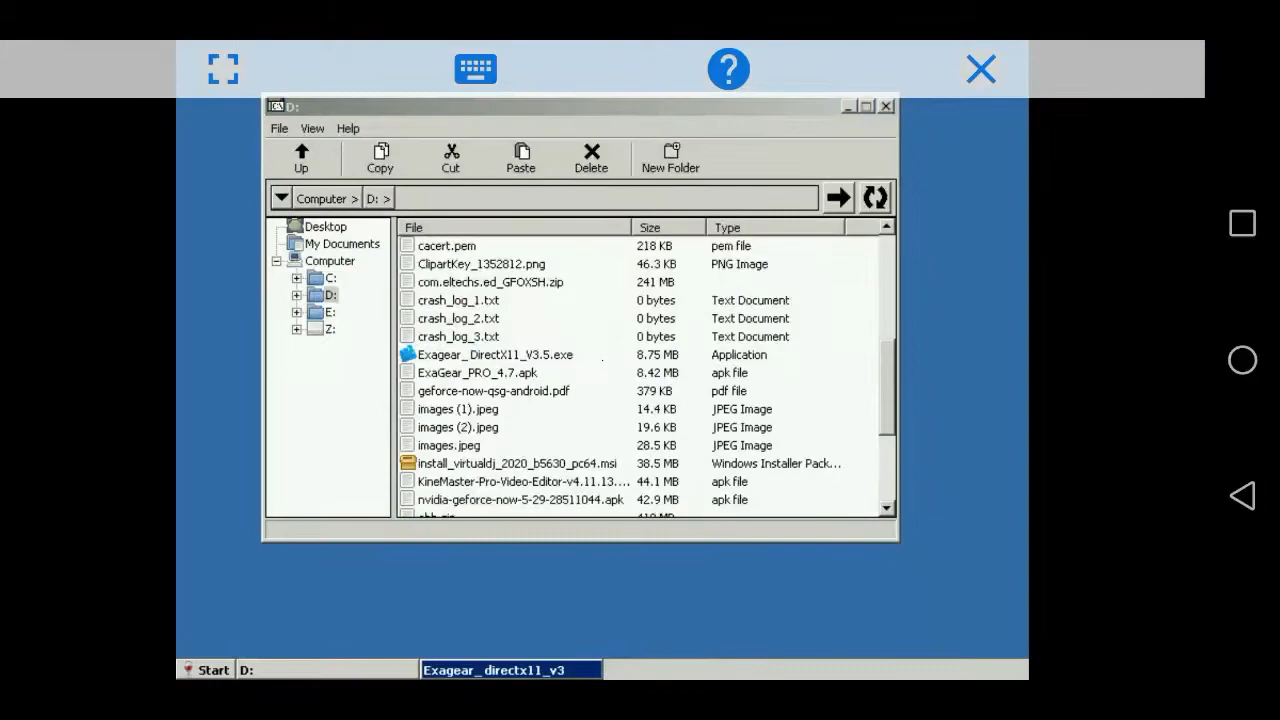 D:
File View Help
Up Copy Cut Paste Delete New Folder
Computer > D: >
Desktop
My Documents
Computer
C:
D:
E:
Z:
File Size Type
cacert.pem 218 KB pem file
ClipartKey_1352812.png 46.3 KB PNG Image
com.eltechs.ed_GFOXSH.zip 241 MB
crash_log_1.txt 0 bytes Text Document
crash_log_2.txt 0 bytes Text Document
crash_log_3.txt 0 bytes Text Document
Exagear_ DirectX11_V3.5.exe 8.75 MB Application
ExaGear_PRO_4.7.apk 8.42 MB apk file
geforce-now-qsg-android.pdf 379 KB pdf file
images (1).jpeg 14.4 KB JPEG Image
images (2).jpeg 19.6 KB JPEG Image
images.jpeg 28.5 KB JPEG Image
install_virtualdj_2020_b5630_pc64.msi 38.5 MB Windows Installer Pack...
KineMaster-Pro-Video-Editor-v4.11.13.... 44.1 MB apk file
nvidia-geforce-now-5-29-28511044.apk 42.9 MB apk file
Start D: Exagear_ directx11_v3